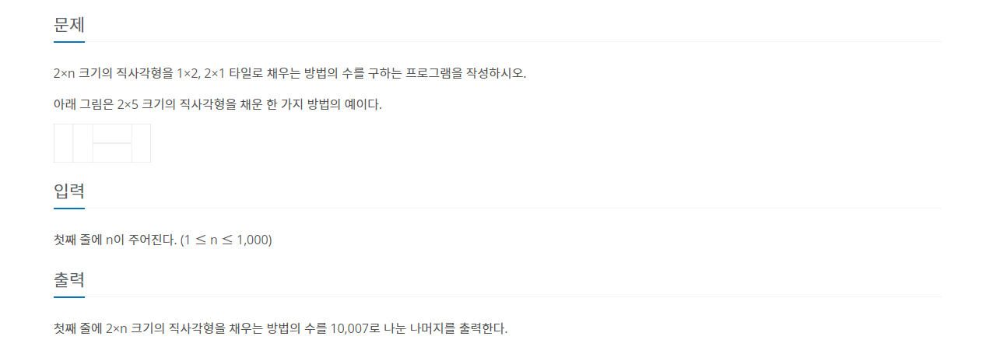 문제
2×n 크기의 직사각형을 1×2, 2×1 타일로 채우는 방법의 수를 구하는 프로그램을 작성하시오.
아래 그림은 2×5 크기의 직사각형을 채운 한 가지 방법의 예이다.
입력
첫째 줄에 n이 주어진다. (1 ≤ n ≤ 1,000)
출력
첫째 줄에 2×n 크기의 직사각형을 채우는 방법의 수를 10,007로 나눈 나머지를 출력한다.